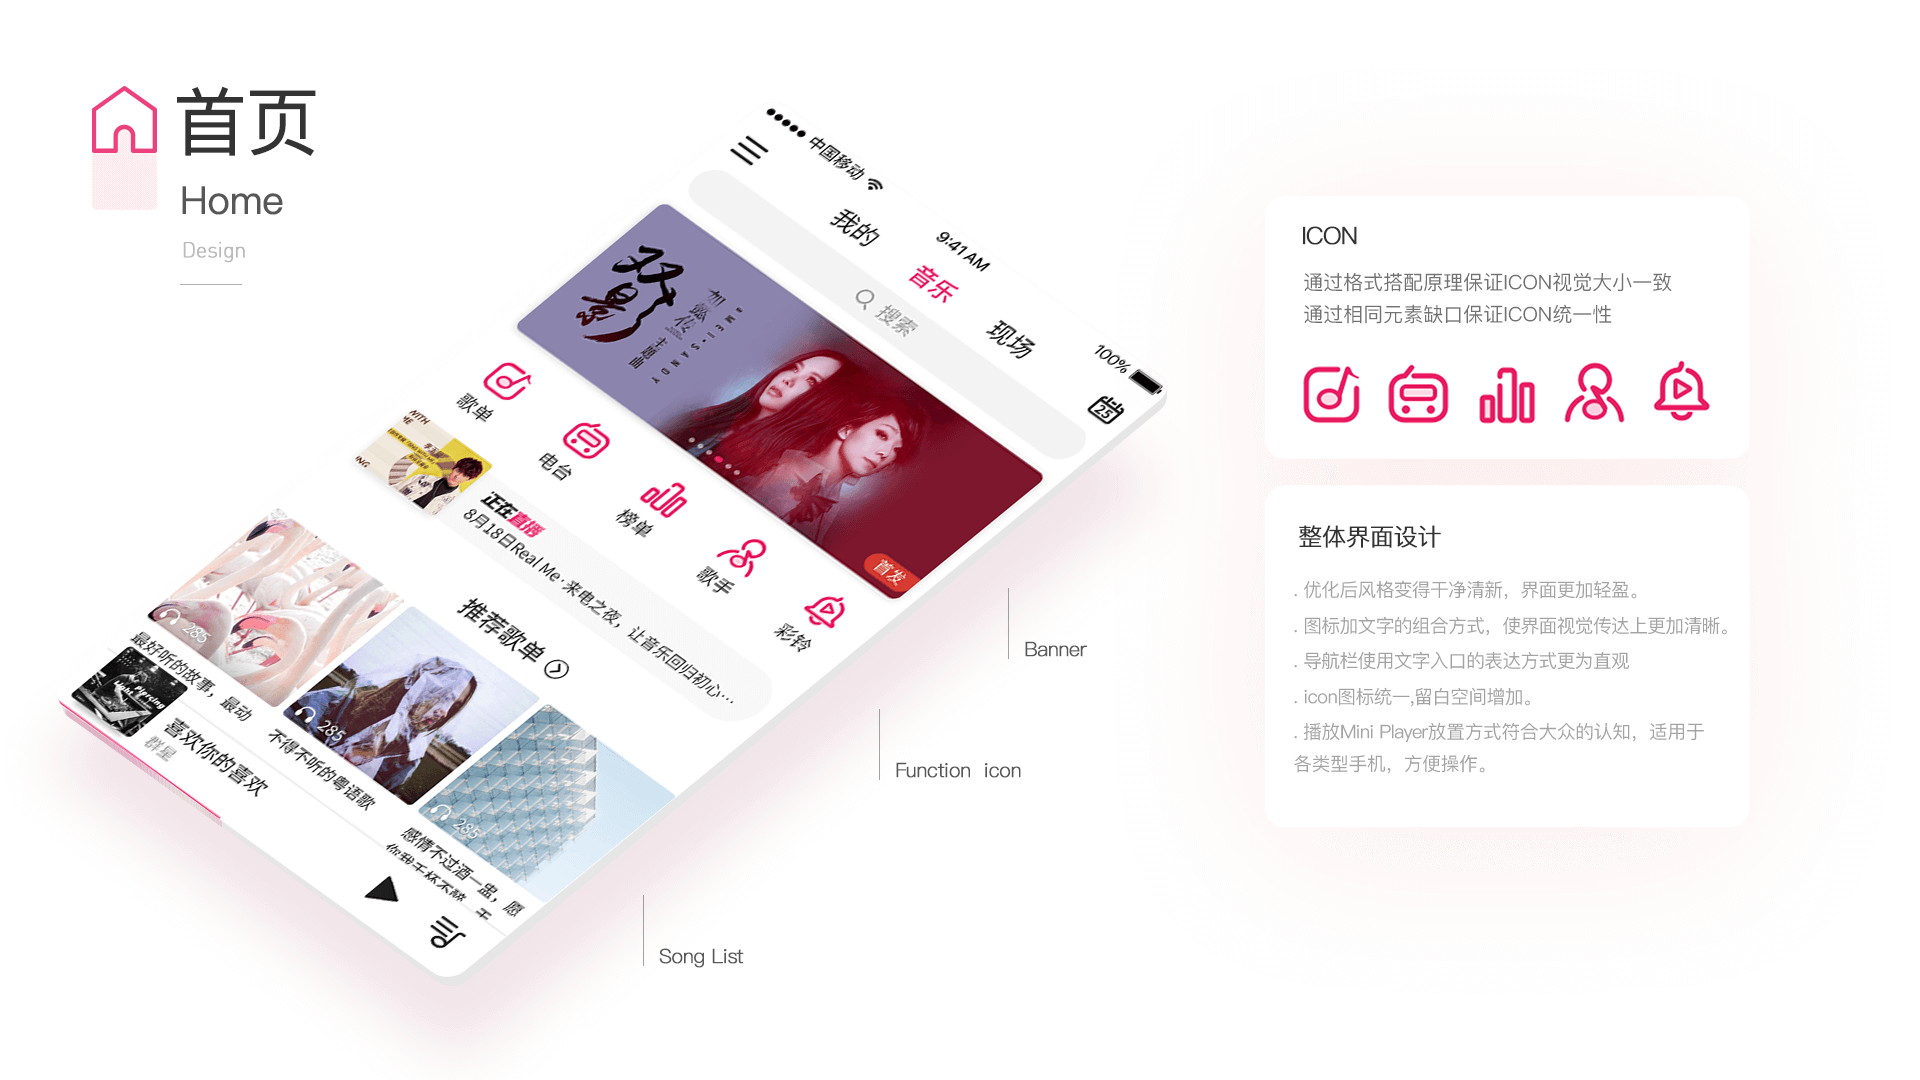 首页
Home
Design
中国移动
9:41 AM
100%
我的
音乐
现场
25
搜索
双影
如懿传
主题曲
首发
歌单
电台
榜单
歌手
彩铃
正在直播
8月18日Real Me·来电之夜，让音乐回归初心...
推荐歌单
285
最好听的故事，最动
285
不得不听的粤语歌
285
感情不过酒一盅，愿
喜欢你的喜欢
群星
Banner
Function icon
Song List
ICON
通过格式搭配原理保证ICON视觉大小一致
通过相同元素缺口保证ICON统一性
整体界面设计
. 优化后风格变得干净清新，界面更加轻盈。
. 图标加文字的组合方式，使界面视觉传达上更加清晰。
. 导航栏使用文字入口的表达方式更为直观
. icon图标统一,留白空间增加。
. 播放Mini Player放置方式符合大众的认知，适用于
各类型手机，方便操作。